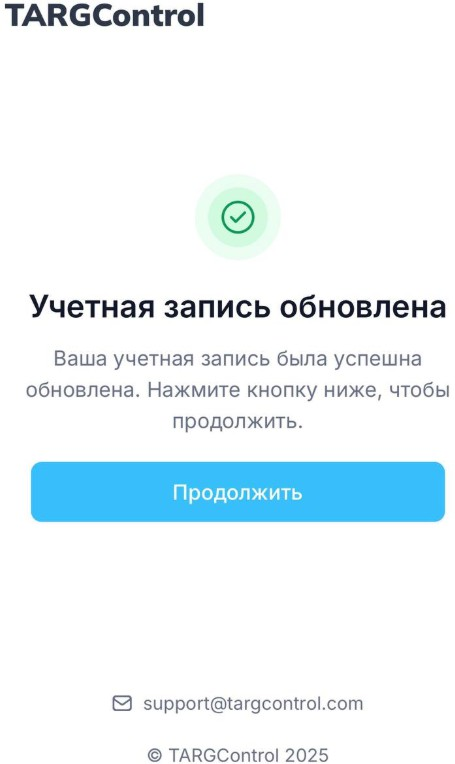 TARGControl
Учетная запись обновлена
Ваша учетная запись была успешна
обновлена. Нажмите кнопку ниже, чтобы
продолжить.
Продолжить
support@targcontrol.com
© TARGControl 2025